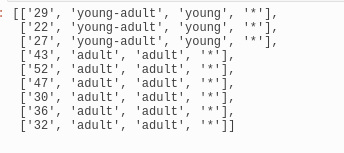 [['29', 'young-adult', 'young', '*'],
['22', 'young-adult', 'young', '*'],
['27', 'young-adult', 'young', '*'],
['43', 'adult', 'adult', '*'],
['52', 'adult', 'adult', '*'],
['47', 'adult', 'adult', '*'],
['30', 'adult', 'adult', '*'],
['36', 'adult', 'adult', '*'],
['32', 'adult', 'adult', '*']]